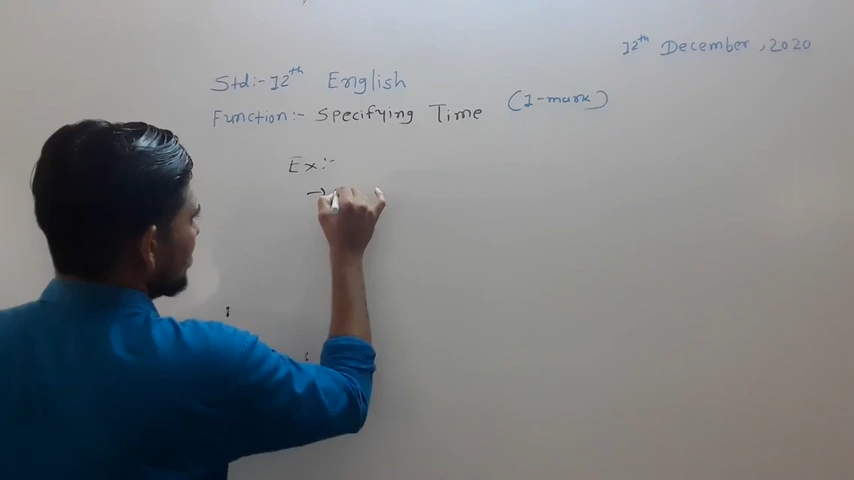 12th December, 2020
Std:- 12th English
Function:- Specifying Time (1-mark)
Ex:-
→